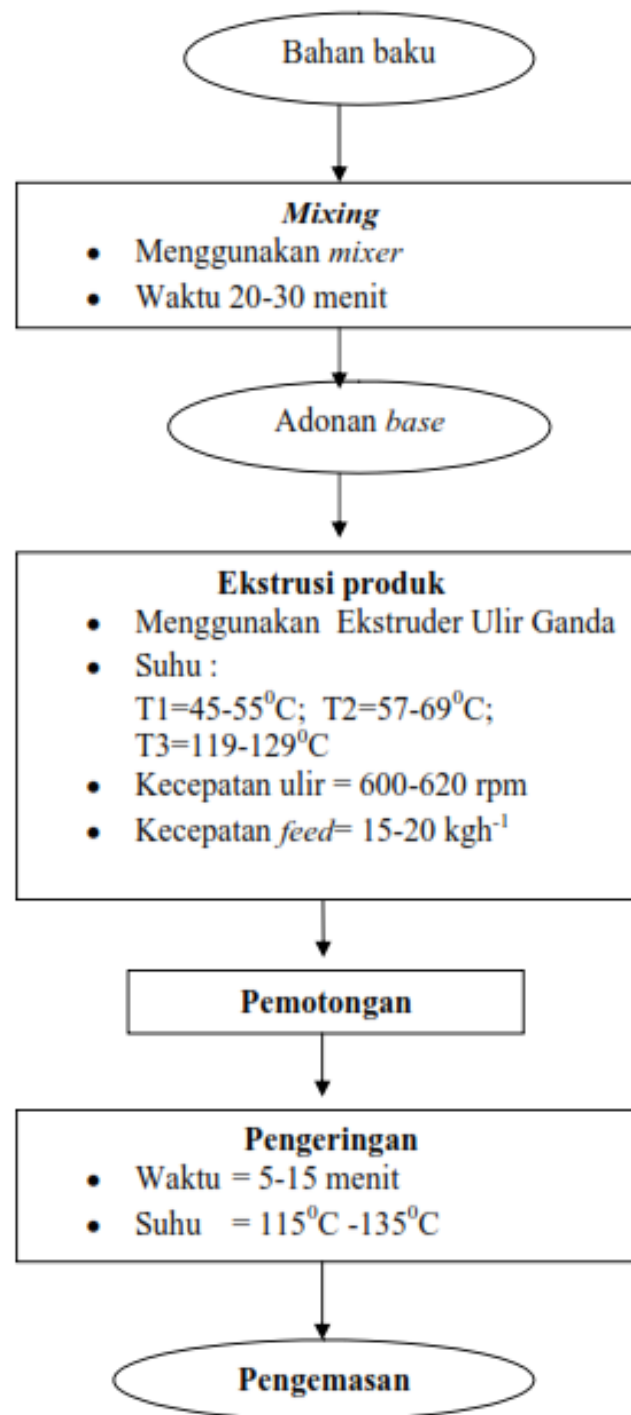 Bahan baku
Mixing
• Menggunakan mixer
• Waktu 20-30 menit
Adonan base
Ekstrusi produk
• Menggunakan Ekstruder Ulir Ganda
• Suhu :
T1=45-55⁰C; T2=57-69⁰C;
T3=119-129⁰C
• Kecepatan ulir = 600-620 rpm
• Kecepatan feed= 15-20 kgh⁻¹
Pemotongan
Pengeringan
• Waktu = 5-15 menit
• Suhu = 115⁰C -135⁰C
Pengemasan